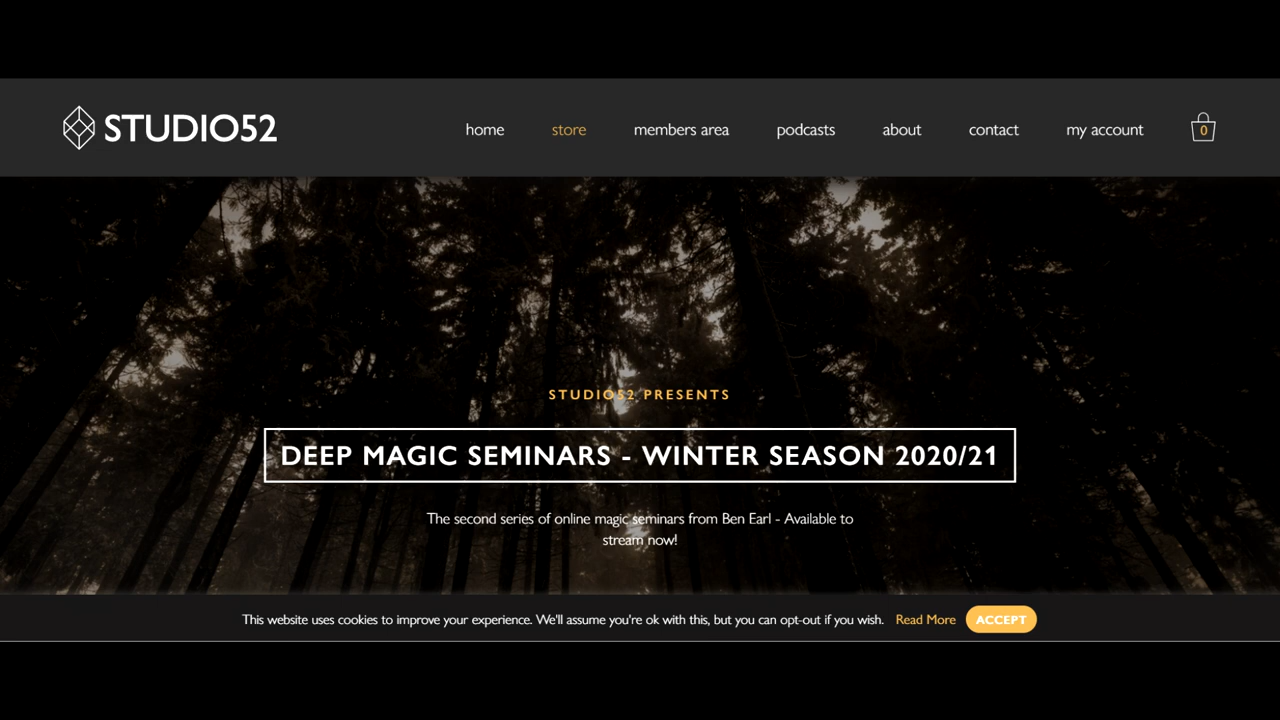 STUDIO52
home store members area podcasts about contact my account 0
STUDIO52 PRESENTS
DEEP MAGIC SEMINARS - WINTER SEASON 2020/21
The second series of online magic seminars from Ben Earl - Available to
stream now!
This website uses cookies to improve your experience. We'll assume you're ok with this, but you can opt-out if you wish. Read More ACCEPT